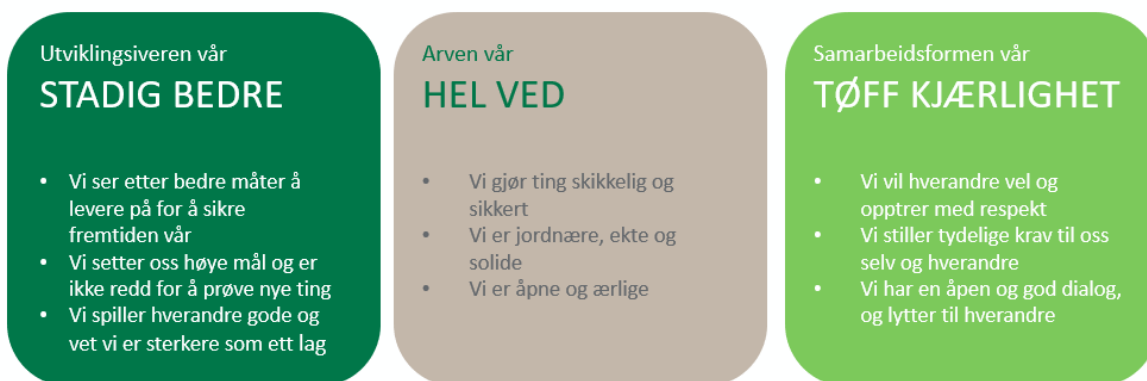 Utviklingsiveren vår
STADIG BEDRE
• Vi ser etter bedre måter å
levere på for å sikre
fremtiden vår
• Vi setter oss høye mål og er
ikke redd for å prøve nye ting
• Vi spiller hverandre gode og
vet vi er sterkere som ett lag
Arven vår
HEL VED
• Vi gjør ting skikkelig og
sikkert
• Vi er jordnære, ekte og
solide
• Vi er åpne og ærlige
Samarbeidsformen vår
TØFF KJÆRLIGHET
• Vi vil hverandre vel og
opptrer med respekt
• Vi stiller tydelige krav til oss
selv og hverandre
• Vi har en åpen og god dialog,
og lytter til hverandre